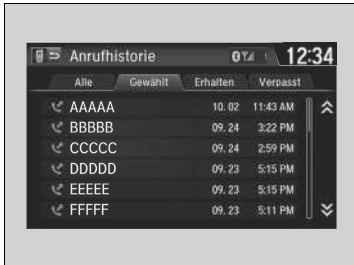 Anrufhistorie 12:34
Alle Gewählt Erhalten Verpasst
AAAAA 10. 02 11:43 AM
BBBBB 09. 24 3:22 PM
CCCCC 09. 24 2:59 PM
DDDDD 09. 23 5:15 PM
EEEEE 09. 23 5:15 PM
FFFFF 09. 23 5:11 PM